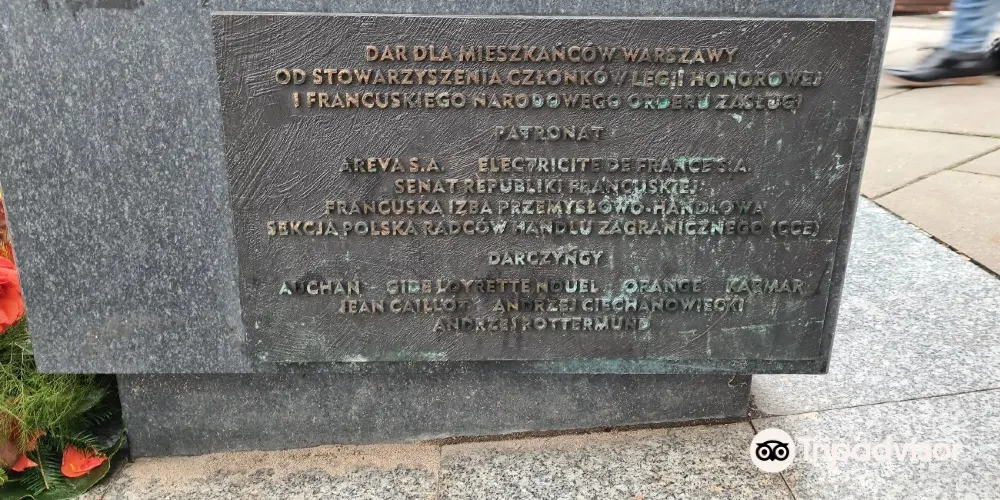 DAR DLA MIESZKAŃCÓW WARSZAWY
OD STOWARZYSZENIA CZŁONKÓW LEGII HONOROWEJ
I FRANCUSKIEGO NARODOWEGO ORDERU ZASŁUGI
PATRONAT
AREVA S.A. ELECTRICITE DE FRANCE S.A.
SENAT REPUBLIKI FRANCUSKIEJ
FRANCUSKA IZBA PRZEMYSŁOWO-HANDLOWA
SEKCJA POLSKA RADCÓW HANDLU ZAGRANICZNEGO (CCE)
DARCZYŃCY
AUCHAN GIDE LOYRETTE NOUEL ORANGE KARMAR
JEAN CAILLOT ANDRZEJ CIECHANOWIECKI
ANDRZEJ ROTTERMUND
Tripadvisor